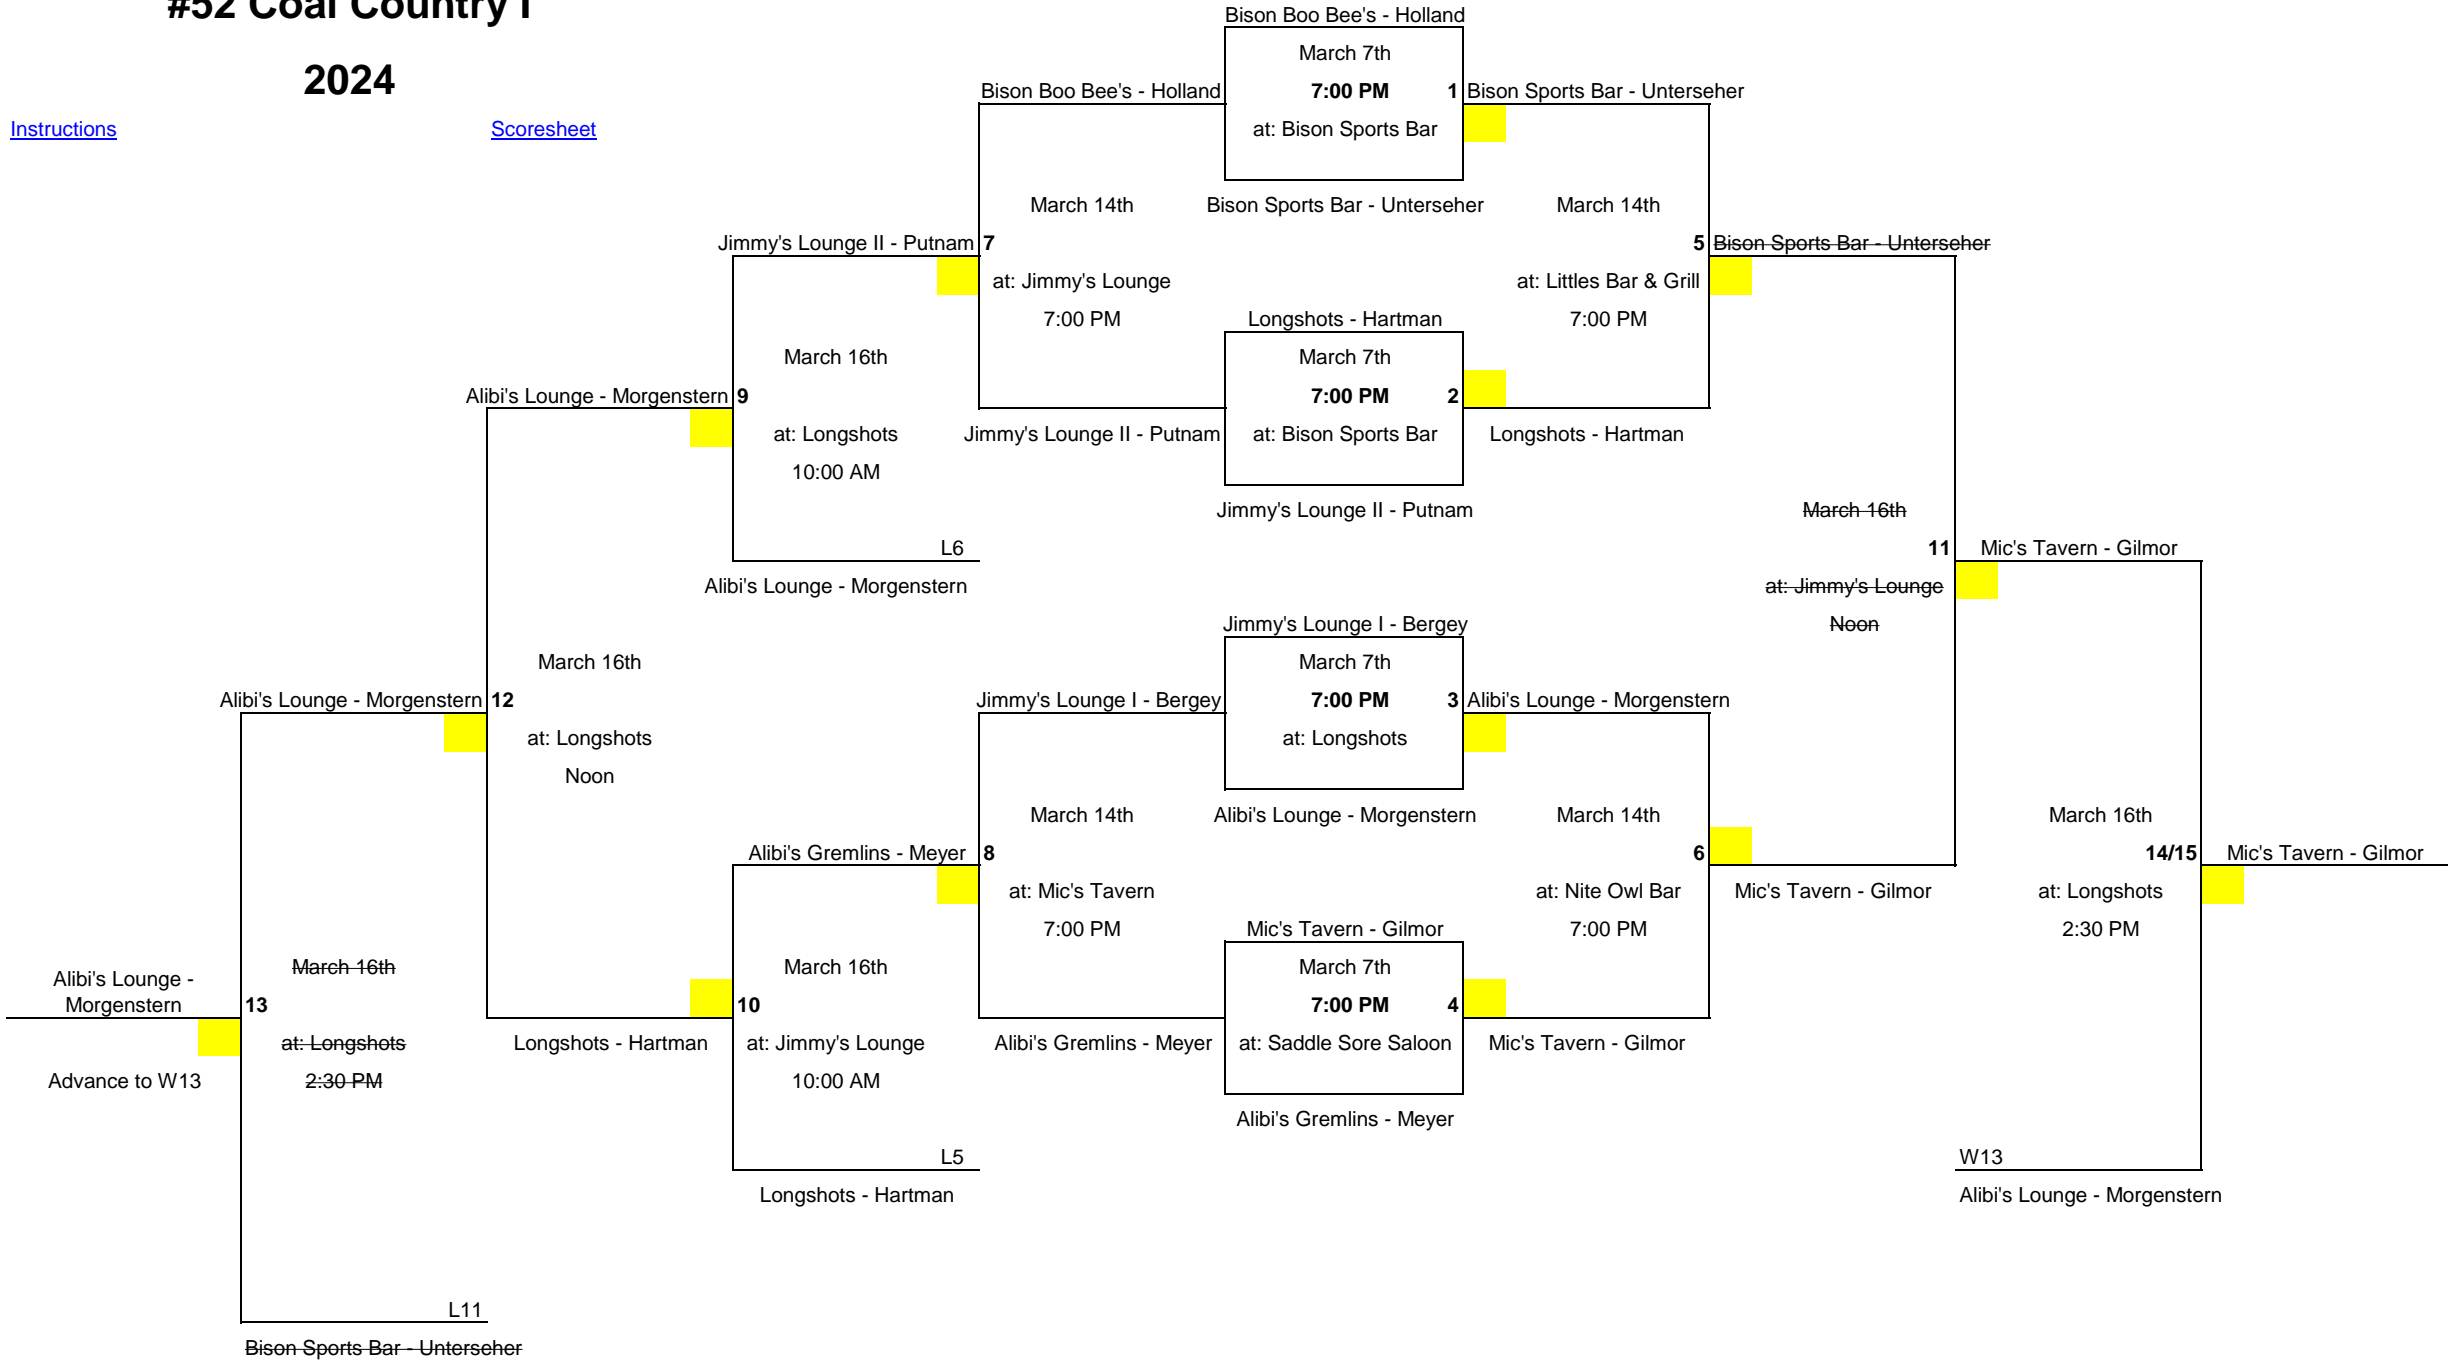 #52 Coal Country I
2024
Instructions
Scoresheet
Bison Boo Bee's - Holland
March 7th
Bison Boo Bee's - Holland
7:00 PM
1
Bison Sports Bar - Unterseher
at: Bison Sports Bar
March 14th
Bison Sports Bar - Unterseher
March 14th
Jimmy's Lounge II - Putnam
7
5
Bison Sports Bar - Unterseher
at: Jimmy's Lounge
at: Littles Bar & Grill
7:00 PM
Longshots - Hartman
7:00 PM
March 16th
March 7th
Alibi's Lounge - Morgenstern
9
7:00 PM
2
at: Longshots
Jimmy's Lounge II - Putnam
at: Bison Sports Bar
Longshots - Hartman
10:00 AM
Jimmy's Lounge II - Putnam
March 16th
L6
11
Mic's Tavern - Gilmor
Alibi's Lounge - Morgenstern
at: Jimmy's Lounge
Jimmy's Lounge I - Bergey
Noon
March 16th
March 7th
Alibi's Lounge - Morgenstern
12
Jimmy's Lounge I - Bergey
7:00 PM
3
Alibi's Lounge - Morgenstern
at: Longshots
at: Longshots
Noon
March 14th
Alibi's Lounge - Morgenstern
March 14th
March 16th
Alibi's Gremlins - Meyer
8
6
14/15
Mic's Tavern - Gilmor
at: Mic's Tavern
at: Nite Owl Bar
Mic's Tavern - Gilmor
at: Longshots
7:00 PM
Mic's Tavern - Gilmor
7:00 PM
2:30 PM
Alibi's Lounge -
Morgenstern
March 16th
March 16th
March 7th
13
10
7:00 PM
4
at: Longshots
Longshots - Hartman
at: Jimmy's Lounge
Alibi's Gremlins - Meyer
at: Saddle Sore Saloon
Mic's Tavern - Gilmor
Advance to W13
2:30 PM
10:00 AM
Alibi's Gremlins - Meyer
L5
W13
Longshots - Hartman
Alibi's Lounge - Morgenstern
L11
Bison Sports Bar - Unterseher